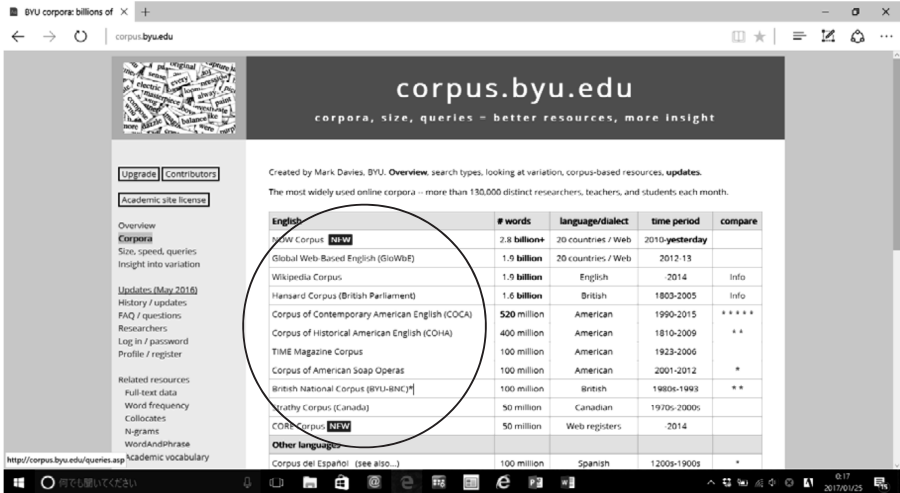 BYU corpora: billions of
corpus.byu.edu
corpus.byu.edu
corpora, size, queries = better resources, more insight
Upgrade Contributors
Academic site license
Overview
Corpora
Size, speed, queries
Insight into variation
Updates (May 2016)
History / updates
FAQ / questions
Researchers
Log in / password
Profile / register
Related resources
Full-text data
Word frequency
Collocates
N-grams
WordAndPhrase
Academic vocabulary
Created by Mark Davies, BYU. Overview, search types, looking at variation, corpus-based resources, updates.
The most widely used online corpora -- more than 130,000 distinct researchers, teachers, and students each month.
English # words language/dialect time period compare
NOW Corpus NEW 2.8 billion+ 20 countries / Web 2010-yesterday
Global Web-Based English (GloWbE) 1.9 billion 20 countries / Web 2012-13
Wikipedia Corpus 1.9 billion English -2014 Info
Hansard Corpus (British Parliament) 1.6 billion British 1803-2005 Info
Corpus of Contemporary American English (COCA) 520 million American 1990-2015 * * * * *
Corpus of Historical American English (COHA) 400 million American 1810-2009 * *
TIME Magazine Corpus 100 million American 1923-2006
Corpus of American Soap Operas 100 million American 2001-2012 *
British National Corpus (BYU-BNC)* 100 million British 1980s-1993 * *
Strathy Corpus (Canada) 50 million Canadian 1970s-2000s
CORE Corpus NEW 50 million Web registers -2014
Other languages
Corpus del Español (see also...) 100 million Spanish 1200s-1900s *
http://corpus.byu.edu/queries.asp
何でも聞いてください
0:17
2017/01/25